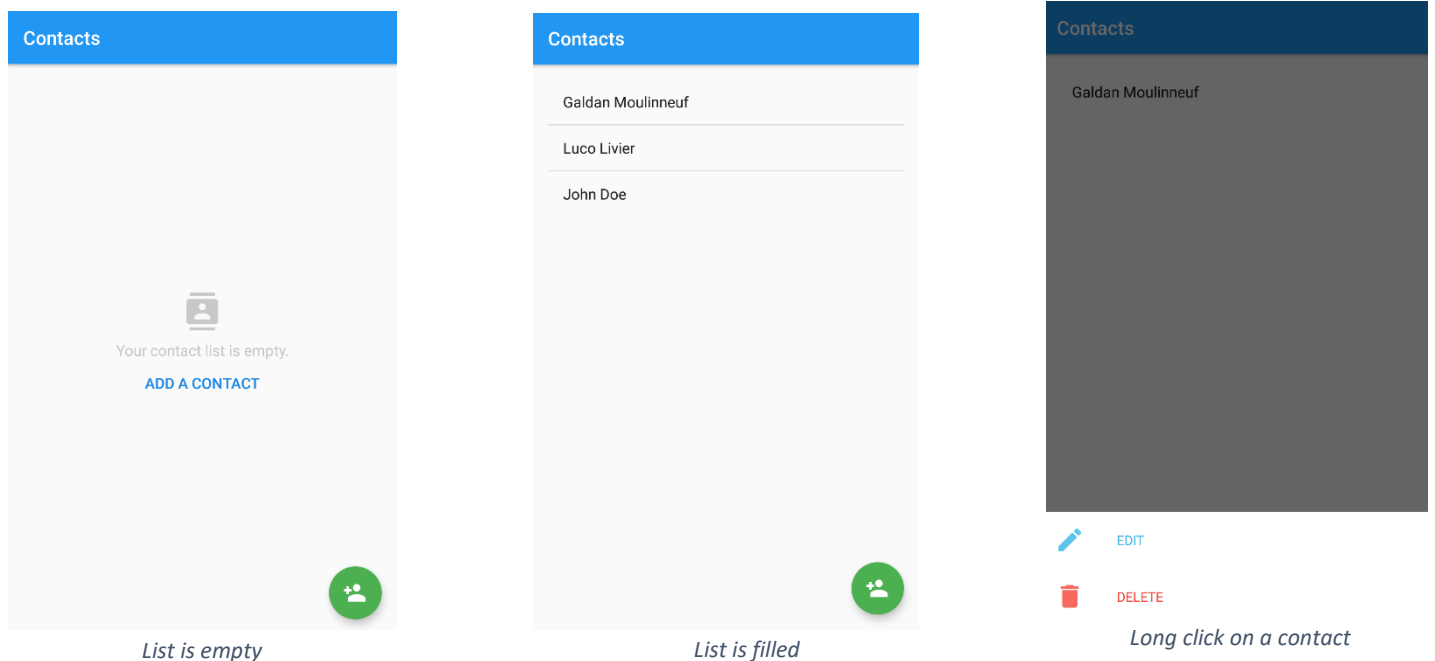 Contacts
Your contact list is empty.
ADD A CONTACT
List is empty
Contacts
Galdan Moulinneuf
Luco Livier
John Doe
List is filled
Contacts
Galdan Moulinneuf
EDIT
DELETE
Long click on a contact